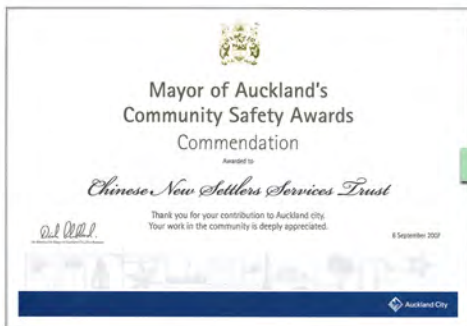 Mayor of Auckland's
Community Safety Awards
Commendation
Awarded to
Chinese New Settlers Services Trust
Thank you for your contribution to Auckland city.
Your work in the community is deeply appreciated.
6 September 2007
Auckland City